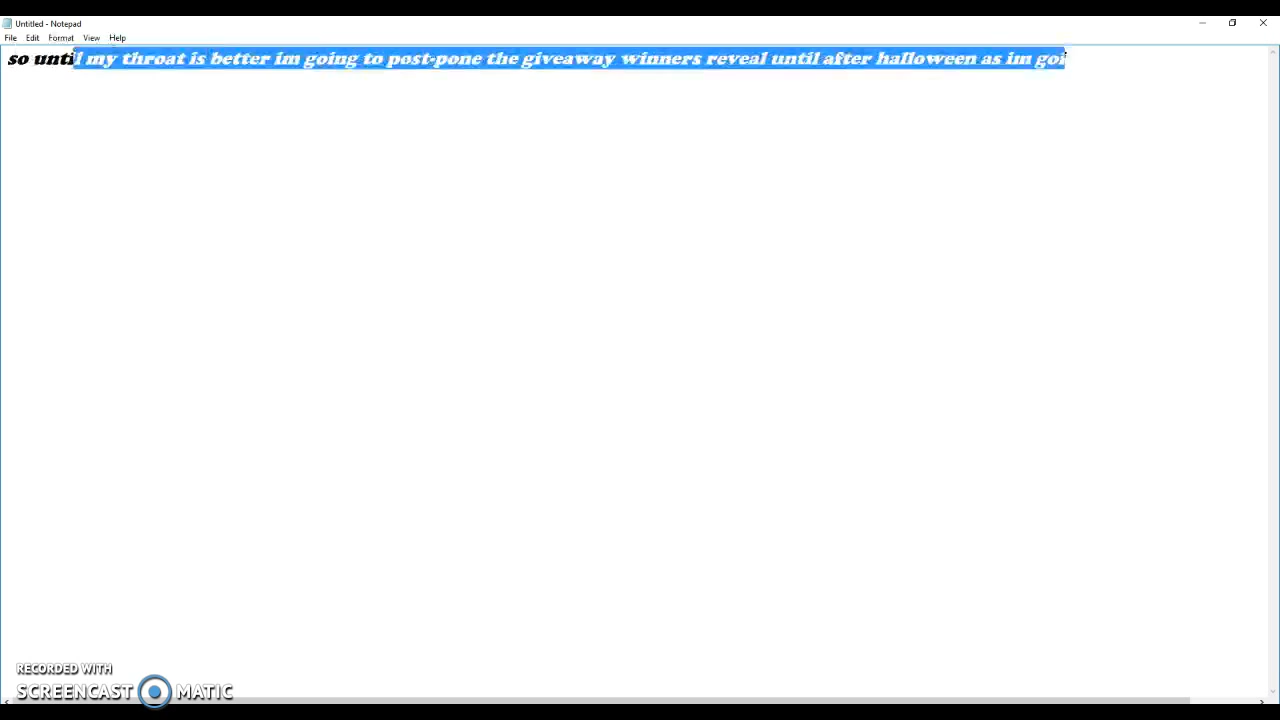 Untitled - Notepad
File Edit Format View Help
so until my throat is better im going to post-pone the giveaway winners reveal until after halloween as im goi
RECORDED WITH
SCREENCAST MATIC